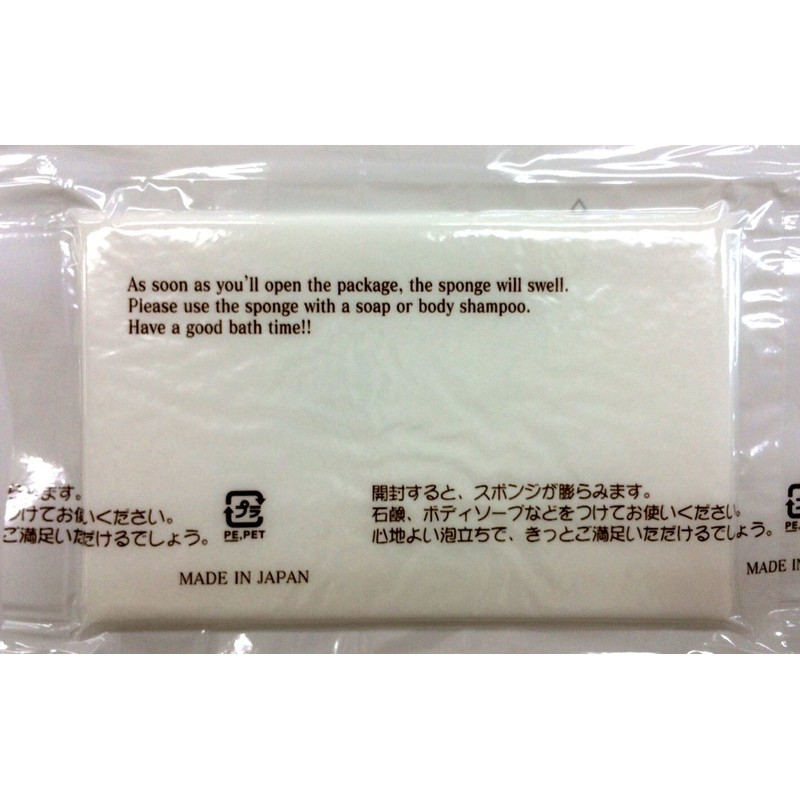 As soon as you'll open the package, the sponge will swell.
Please use the sponge with a soap or body shampoo.
Have a good bath time!!
らみます。
つけてお使いください。
ご満足いただけるでしょう。
プラ
PE,PET
開封すると、スポンジが膨らみます。
石鹸、ボディソープなどをつけてお使いください。
心地よい泡立ちで、きっとご満足いただけるでしょう。
MADE IN JAPAN
MADE IN